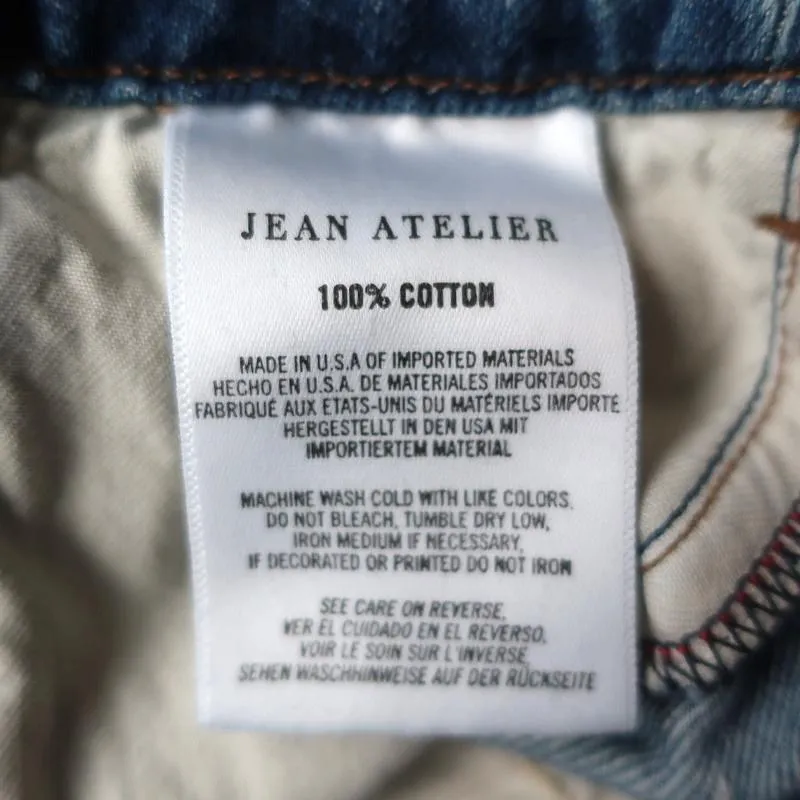 JEAN ATELIER
100% COTTON
MADE IN U.S.A OF IMPORTED MATERIALS
HECHO EN U.S.A. DE MATERIALES IMPORTADOS
FABRIQUÉ AUX ETATS-UNIS DU MATÉRIELS IMPORTE
HERGESTELLT IN DEN USA MIT
IMPORTIERTEM MATERIAL
MACHINE WASH COLD WITH LIKE COLORS.
DO NOT BLEACH, TUMBLE DRY LOW,
IRON MEDIUM IF NECESSARY,
IF DECORATED OR PRINTED DO NOT IRON
SEE CARE ON REVERSE.
VER EL CUIDADO EN EL REVERSO.
VOIR LE SOIN SUR L'INVERSE
SEHEN WASCHHINWEISE AUF DER RÜCKSEITE